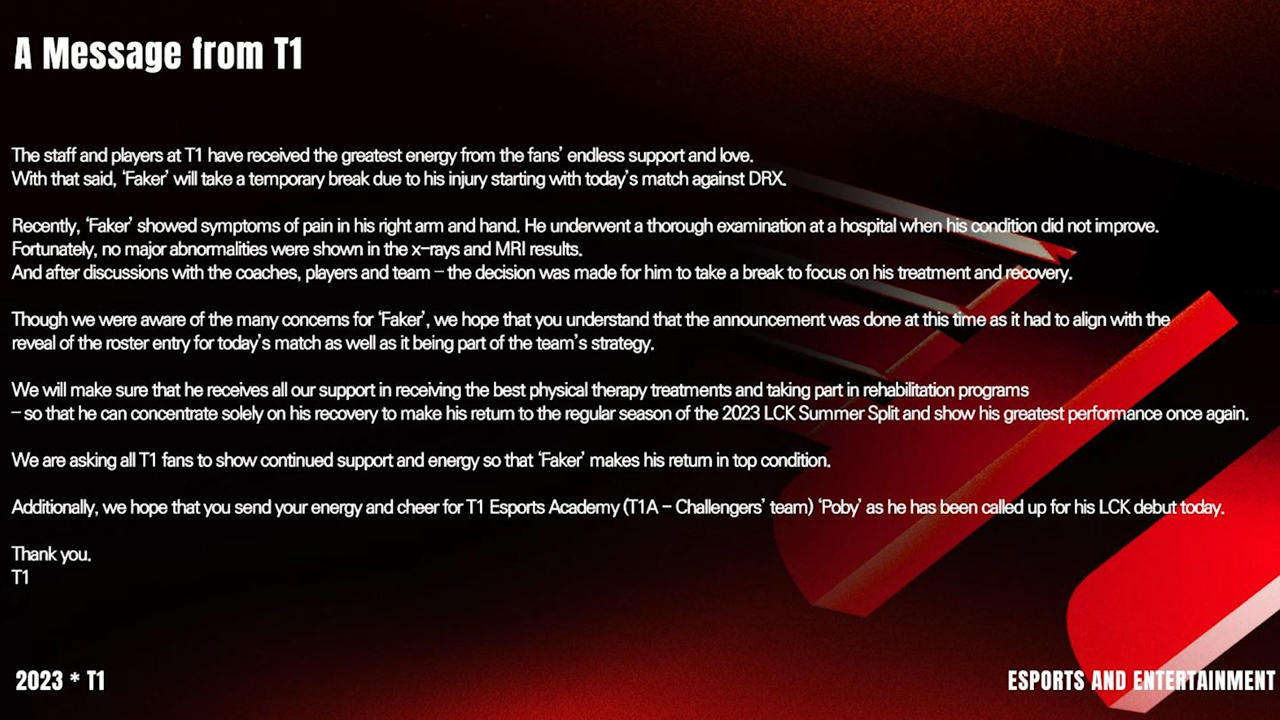 A Message from T1
The staff and players at T1 have received the greatest energy from the fans’ endless support and love.
With that said, ‘Faker’ will take a temporary break due to his injury starting with today’s match against DRX.
Recently, ‘Faker’ showed symptoms of pain in his right arm and hand. He underwent a thorough examination at a hospital when his condition did not improve.
Fortunately, no major abnormalities were shown in the x-rays and MRI results.
And after discussions with the coaches, players and team – the decision was made for him to take a break to focus on his treatment and recovery.
Though we were aware of the many concerns for ‘Faker’, we hope that you understand that the announcement was done at this time as it had to align with the
reveal of the roster entry for today’s match as well as it being part of the team’s strategy.
We will make sure that he receives all our support in receiving the best physical therapy treatments and taking part in rehabilitation programs
– so that he can concentrate solely on his recovery to make his return to the regular season of the 2023 LCK Summer Split and show his greatest performance once again.
We are asking all T1 fans to show continued support and energy so that ‘Faker’ makes his return in top condition.
Additionally, we hope that you send your energy and cheer for T1 Esports Academy (T1A – Challengers’ team) ‘Poby’ as he has been called up for his LCK debut today.
Thank you.
T1
2023 * T1
ESPORTS AND ENTERTAINMENT